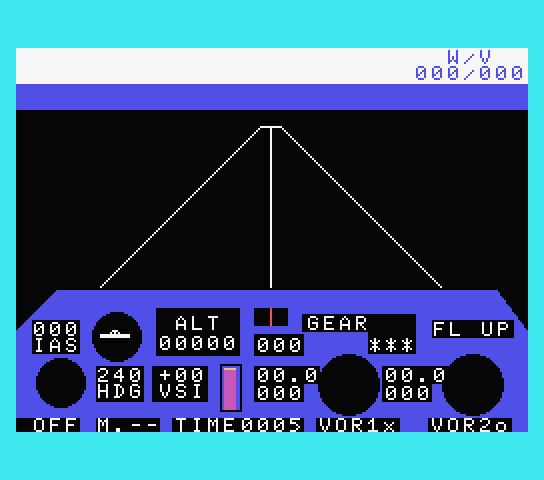 W/V
000/000
ALT
GEAR
000
FL UP
IAS
00000
000
***
240
+00
00.0
00.0
HDG
VSI
000
000
OFF
M.--
TIME0005
VOR1x
VOR2o